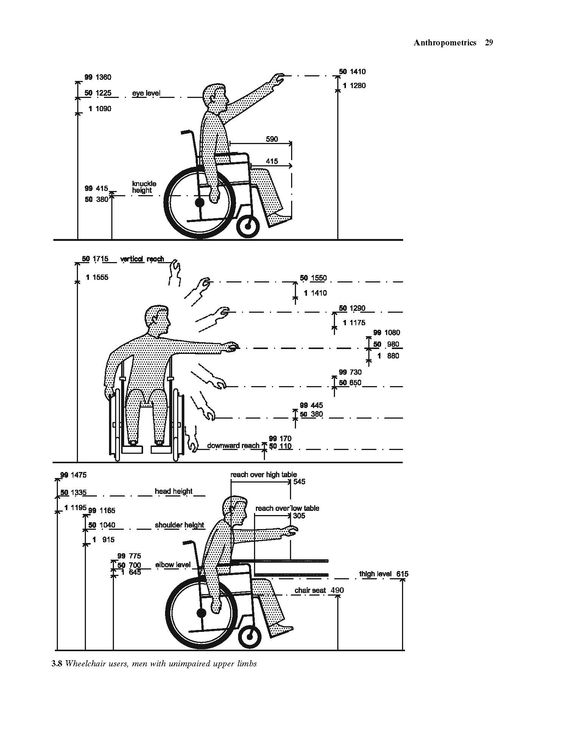 Anthropometrics 29
99 1360
50 1225 eye level
1 1090
50 1410
1 1280
590
415
99 415
50 380
knuckle
height
50 1715 vertical reach
1 1555
50 1550
1 1410
50 1290
1 1175
99 1080
50 980
1 880
99 730
50 650
99 445
50 380
99 170
downward reach 50 110
99 1475
50 1335 head height
1 1195
99 1165
50 1040 shoulder height
1 915
99 775
50 700 elbow level
1 645
reach over high table
545
reach over low table
305
thigh level 615
chair seat 490
3.8 Wheelchair users, men with unimpaired upper limbs